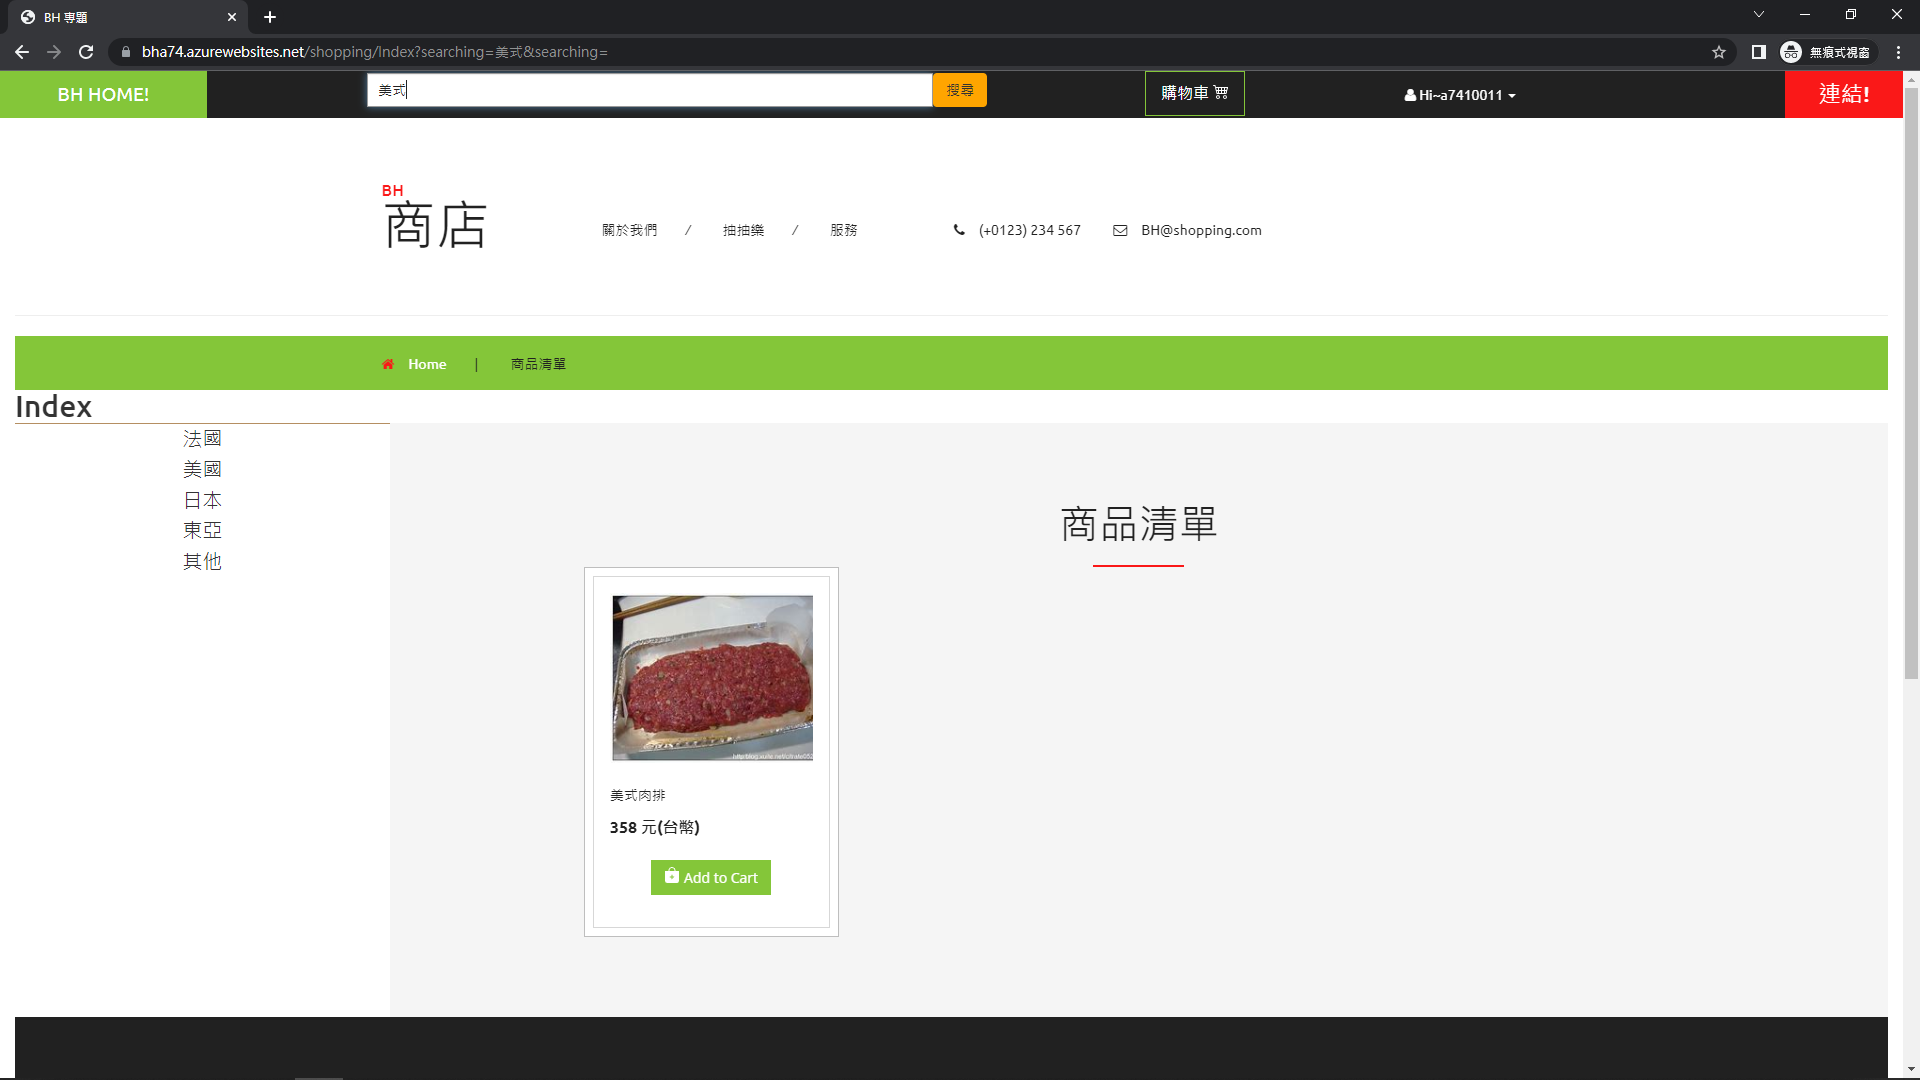 BH 專題
bha74.azurewebsites.net/shopping/Index?searching=美式&searching=
無痕式視窗
BH HOME!
美式
搜尋
購物車
Hi~a7410011
連結!
BH
商店
關於我們 / 抽抽樂 / 服務
(+0123) 234 567
BH@shopping.com
Home | 商品清單
Index
法國
美國
日本
東亞
其他
商品清單
美式肉排
358 元(台幣)
Add to Cart